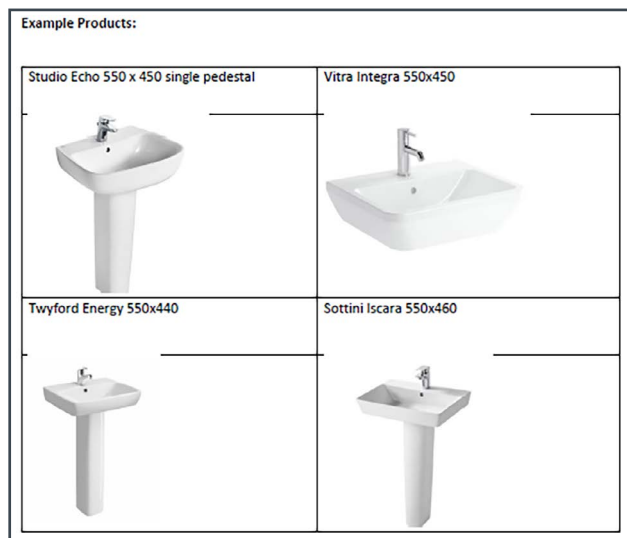 Example Products:
Studio Echo 550 x 450 single pedestal
Vitra Integra 550x450
Twyford Energy 550x440
Sottini Iscara 550x460